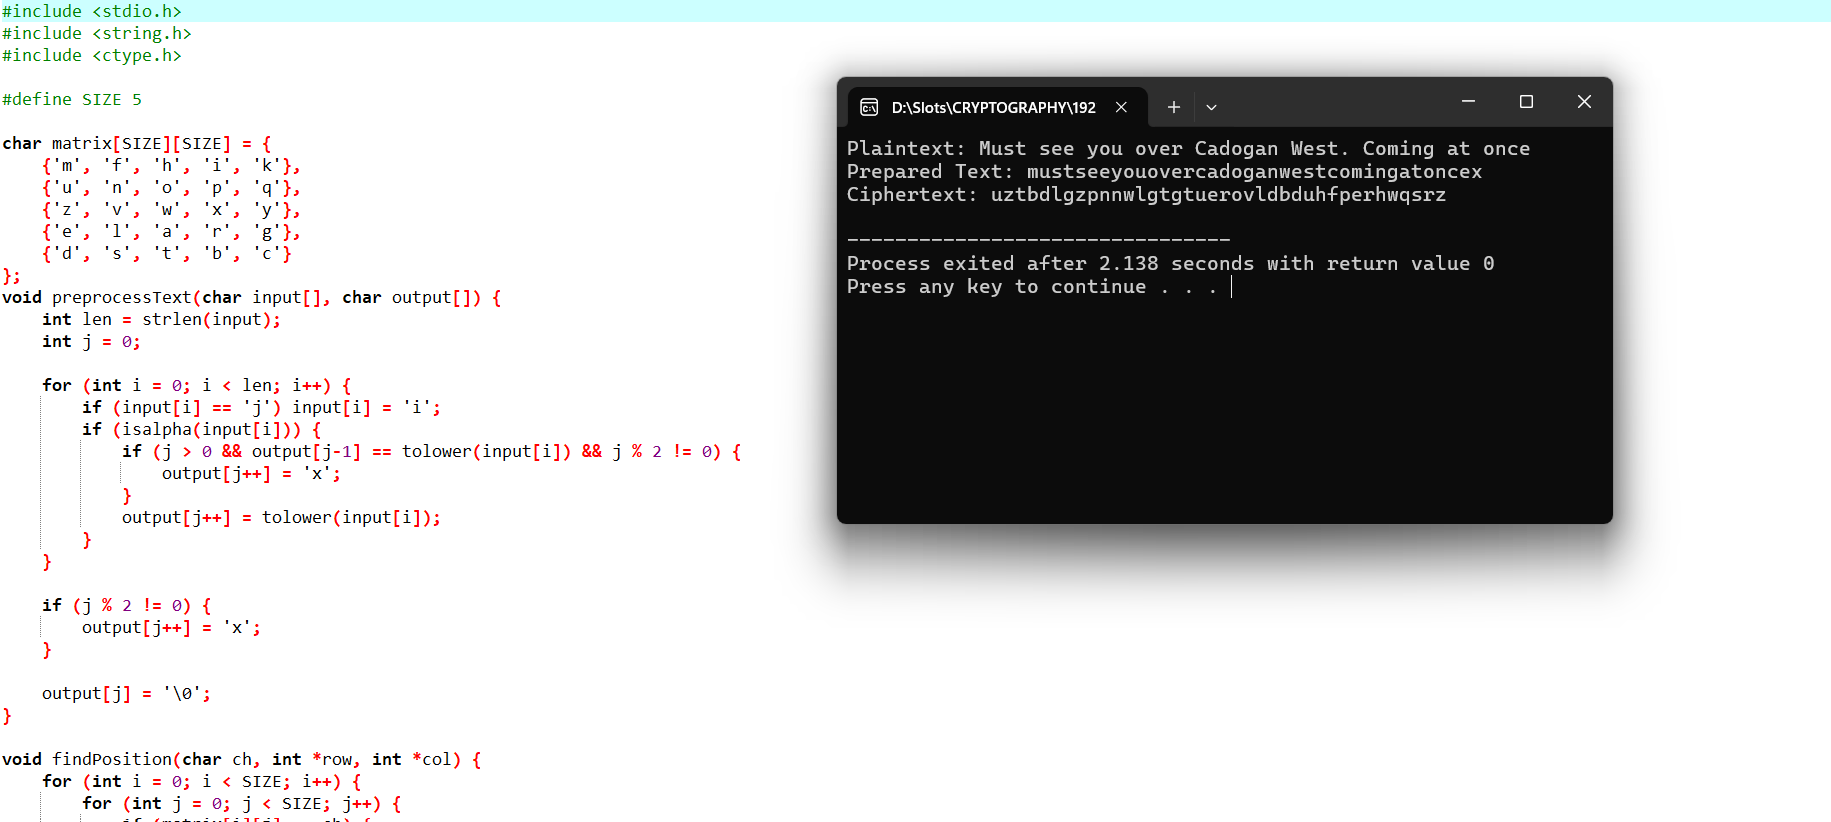 #include <stdio.h>
#include <string.h>
#include <ctype.h>
#define SIZE 5
char matrix[SIZE][SIZE] = {
    {'m', 'f', 'h', 'i', 'k'},
    {'u', 'n', 'o', 'p', 'q'},
    {'z', 'v', 'w', 'x', 'y'},
    {'e', 'l', 'a', 'r', 'g'},
    {'d', 's', 't', 'b', 'c'}
};
void preprocessText(char input[], char output[]) {
    int len = strlen(input);
    int j = 0;
    for (int i = 0; i < len; i++) {
        if (input[i] == 'j') input[i] = 'i';
        if (isalpha(input[i])) {
            if (j > 0 && output[j-1] == tolower(input[i]) && j % 2 != 0) {
                output[j++] = 'x';
            }
            output[j++] = tolower(input[i]);
        }
    }
    if (j % 2 != 0) {
        output[j++] = 'x';
    }
    output[j] = '\0';
}
void findPosition(char ch, int *row, int *col) {
    for (int i = 0; i < SIZE; i++) {
        for (int j = 0; j < SIZE; j++) {
D:\Slots\CRYPTOGRAPHY\192
Plaintext: Must see you over Cadogan West. Coming at once
Prepared Text: mustseeyouovercadoganwestcomingatoncex
Ciphertext: uztbdlgzpnnwlgtgtuerovldbduhfperhwqsrz
--------------------------------
Process exited after 2.138 seconds with return value 0
Press any key to continue . . .